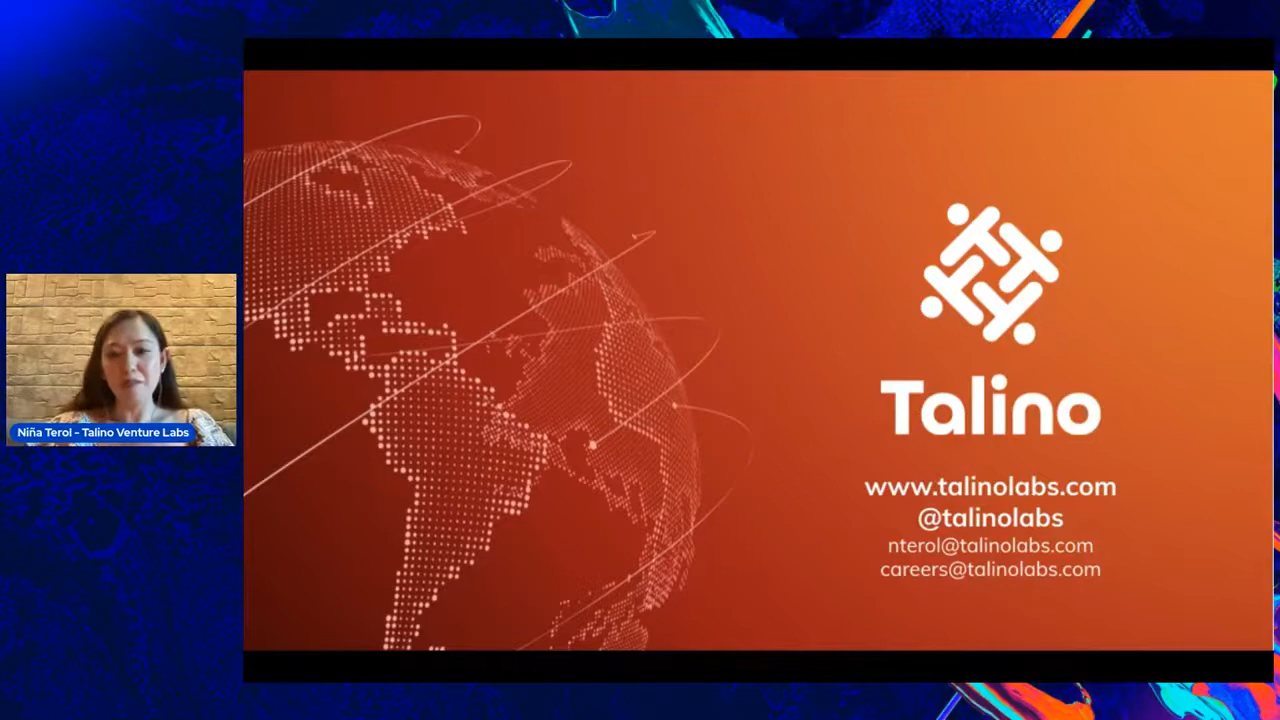 Niña Terol - Talino Venture Labs
Talino
www.talinolabs.com
@talinolabs
nterol@talinolabs.com
careers@talinolabs.com